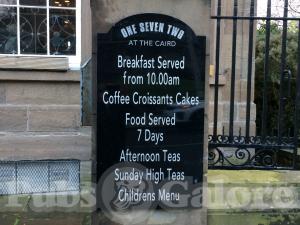 ONE SEVEN TWO
AT THE CAIRD
Breakfast Served
from 10.00am
Coffee Croissants Cakes
Food Served
7 Days
Afternoon Teas
Sunday High Teas
Childrens Menu
Pubs Galore